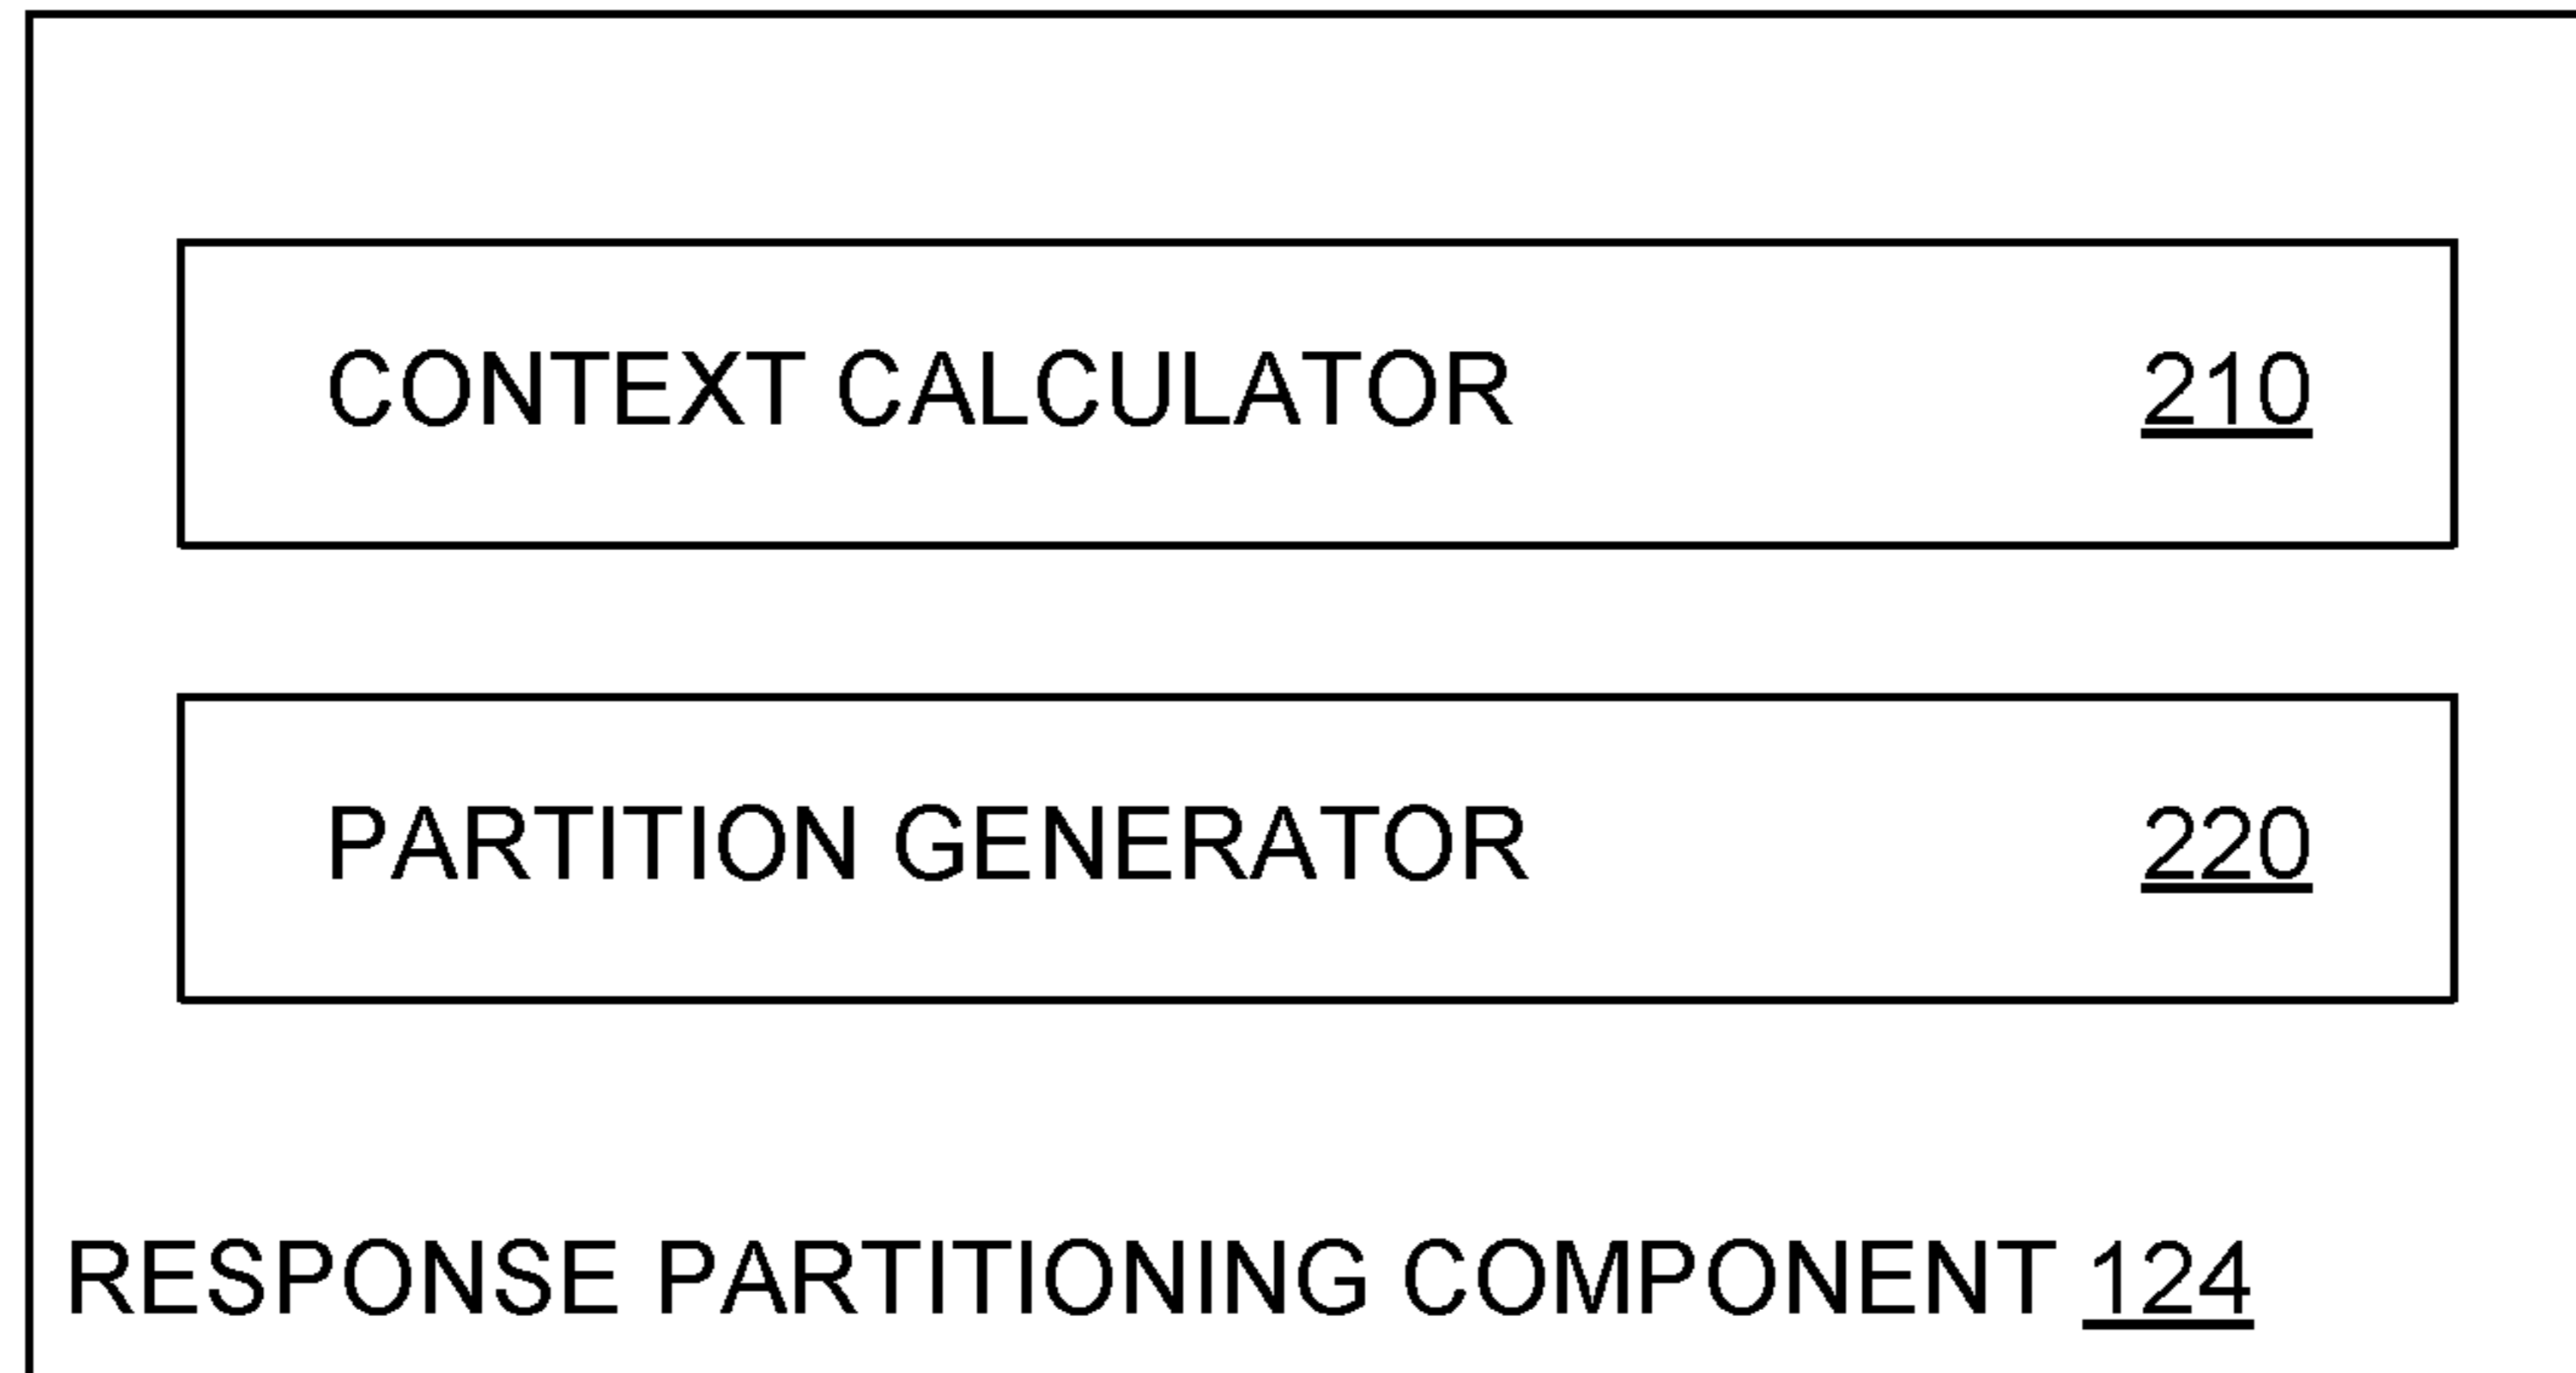 CONTEXT CALCULATOR 210
PARTITION GENERATOR 220
RESPONSE PARTITIONING COMPONENT 124